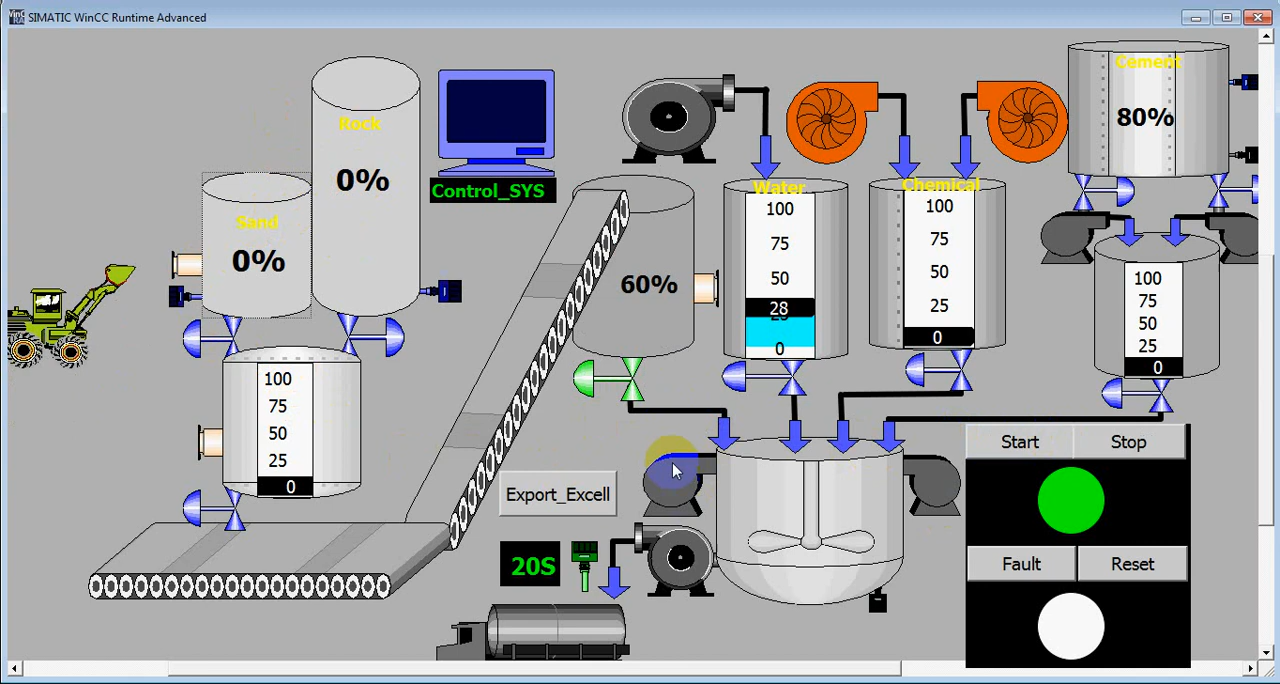 SIMATIC WinCC Runtime Advanced
Rock
0%
Sand
0%
Control_SYS
60%
Water
100
75
50
28
25
0
Chemical
100
75
50
25
0
Cement
80%
100
75
50
25
0
100
75
50
25
0
Export_Excell
20S
Start
Stop
Fault
Reset